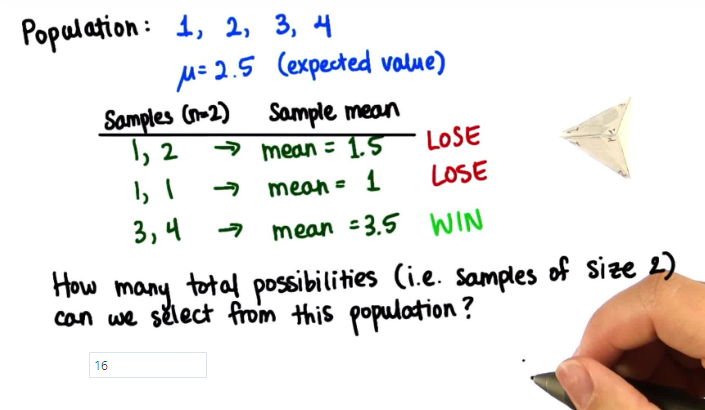 Population: 1, 2, 3, 4
μ = 2.5 (expected value)
Samples (n=2) Sample mean
1, 2 → mean = 1.5 LOSE
1, 1 → mean = 1 LOSE
3, 4 → mean = 3.5 WIN
How many total possibilities (i.e. samples of size 2)
can we select from this population?
16